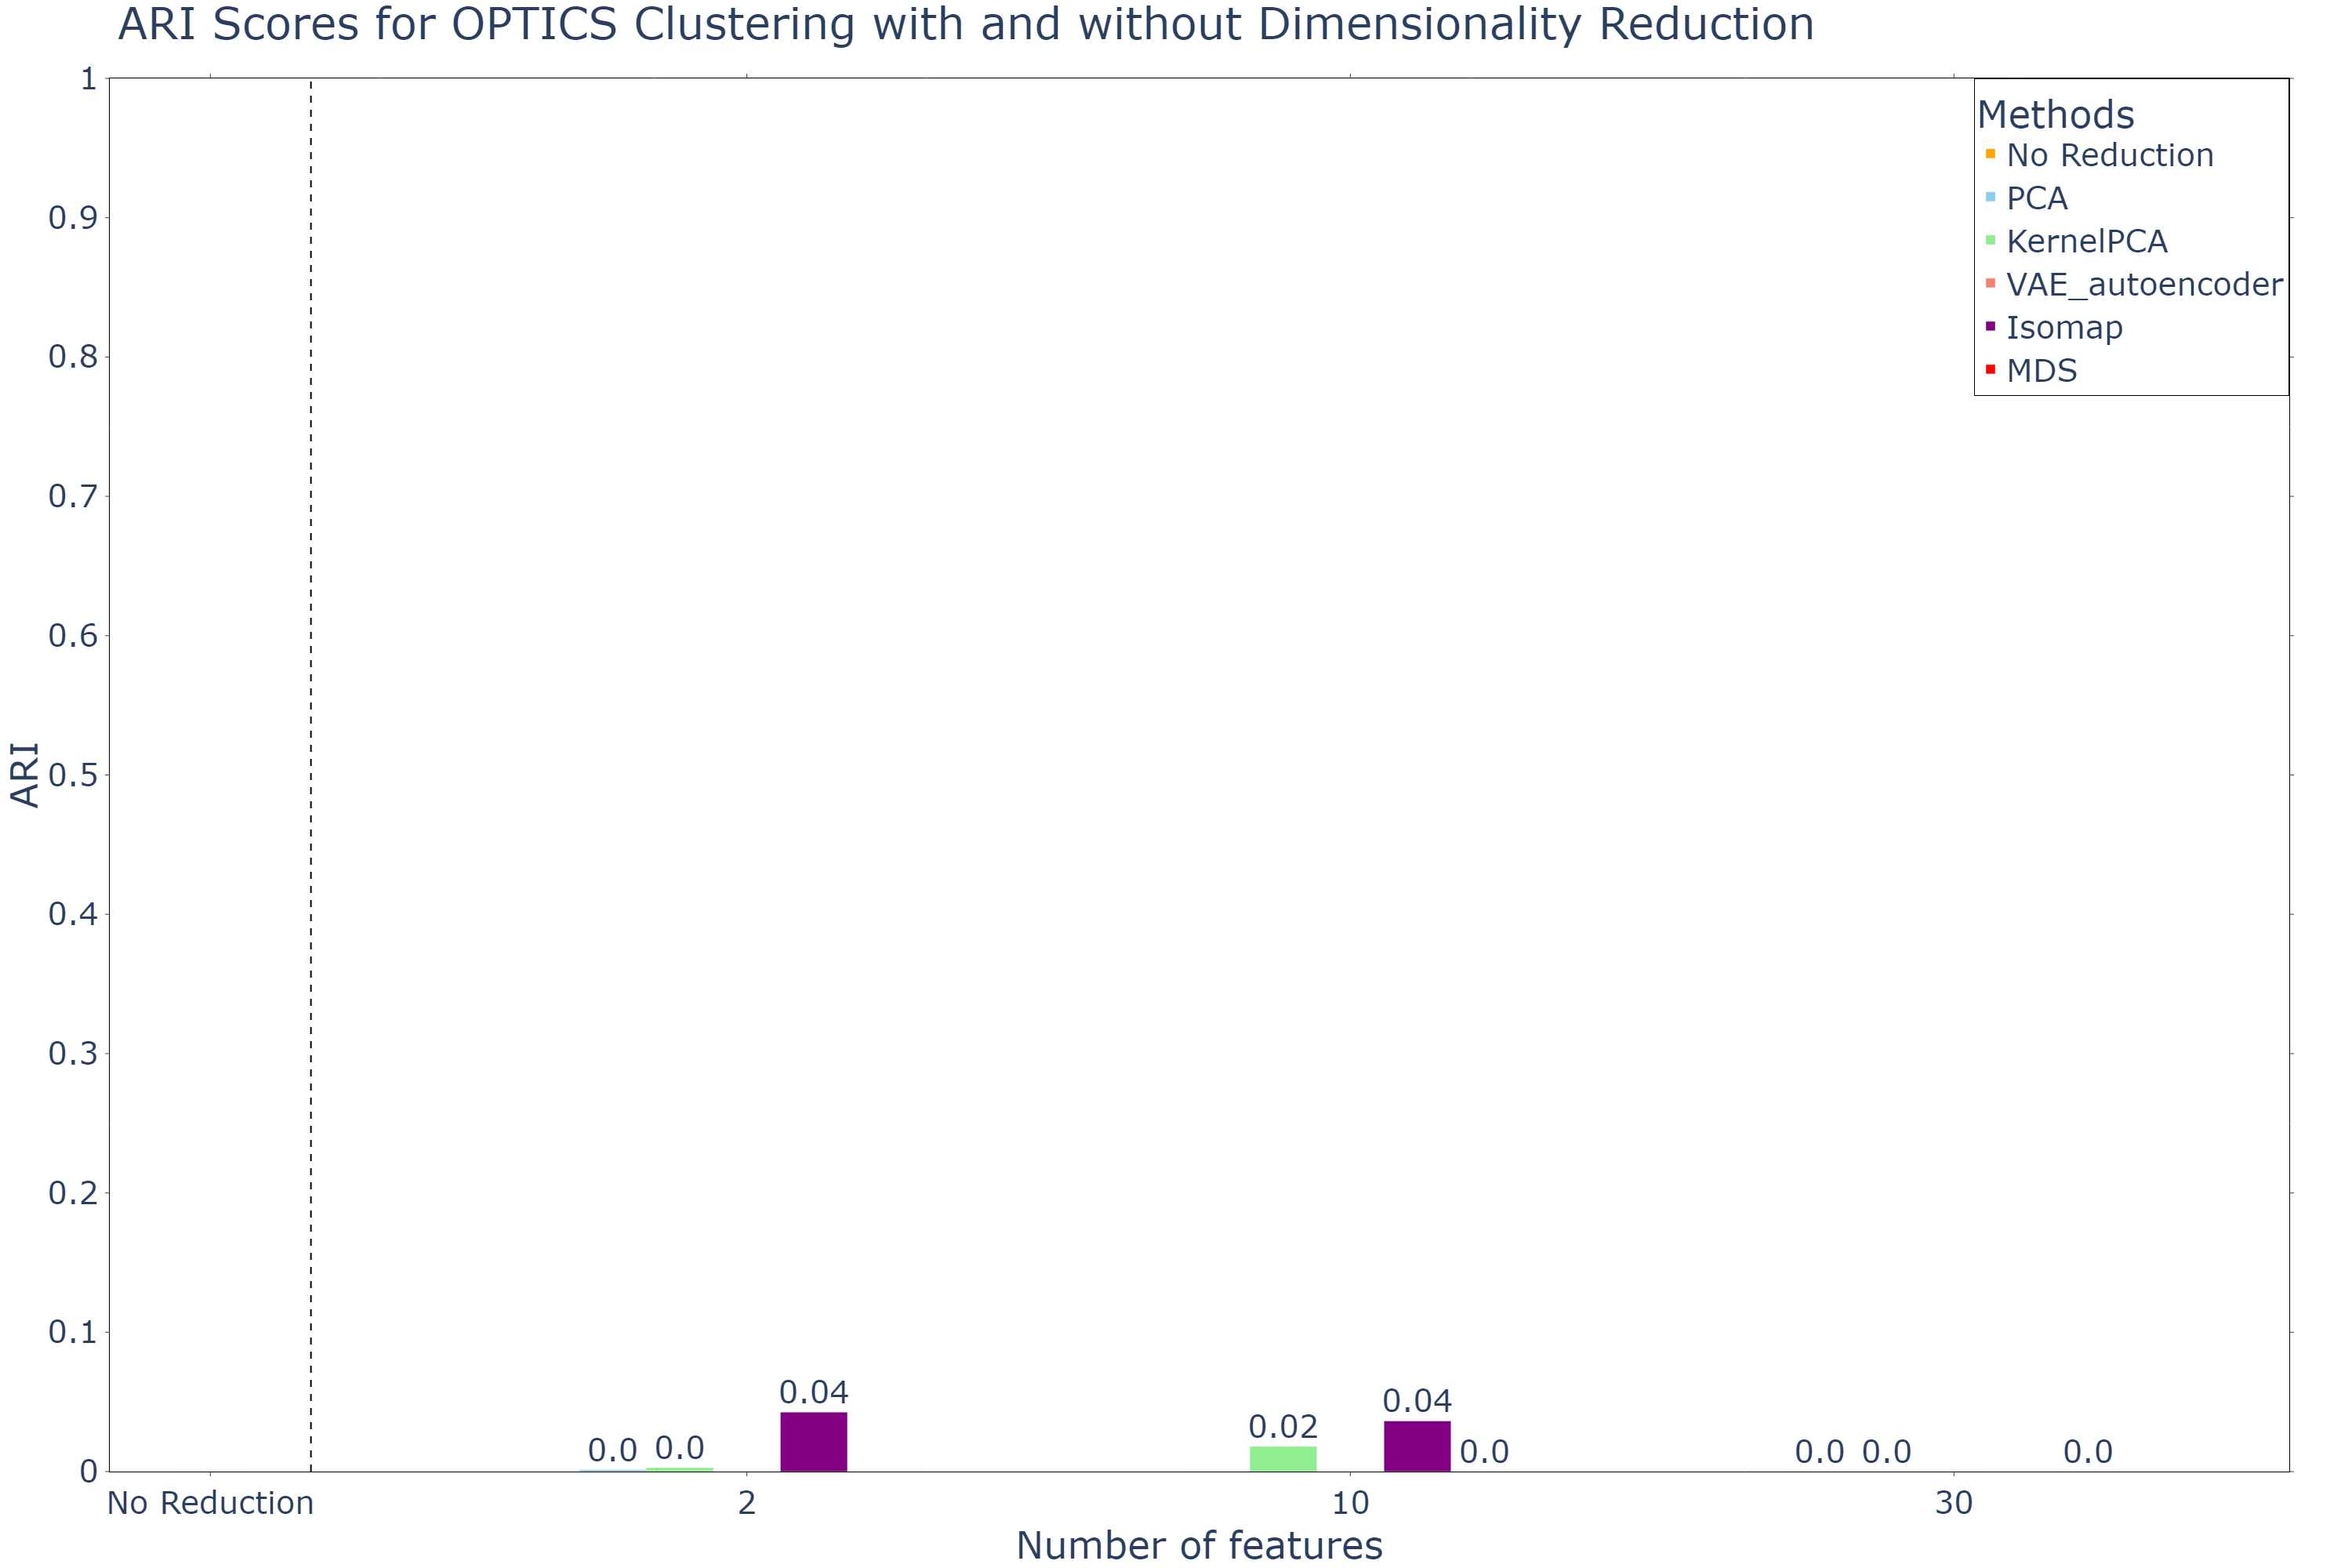 ARI Scores for OPTICS Clustering with and without Dimensionality Reduction
1
0.9
0.8
0.7
0.6
0.5
0.4
0.3
0.2
0.1
0
ARI
Methods
No Reduction
PCA
KernelPCA
VAE_autoencoder
Isomap
MDS
0.0
0.0
0.04
0.02
0.04
0.0
0.0
0.0
0.0
No Reduction
2
10
30
Number of features